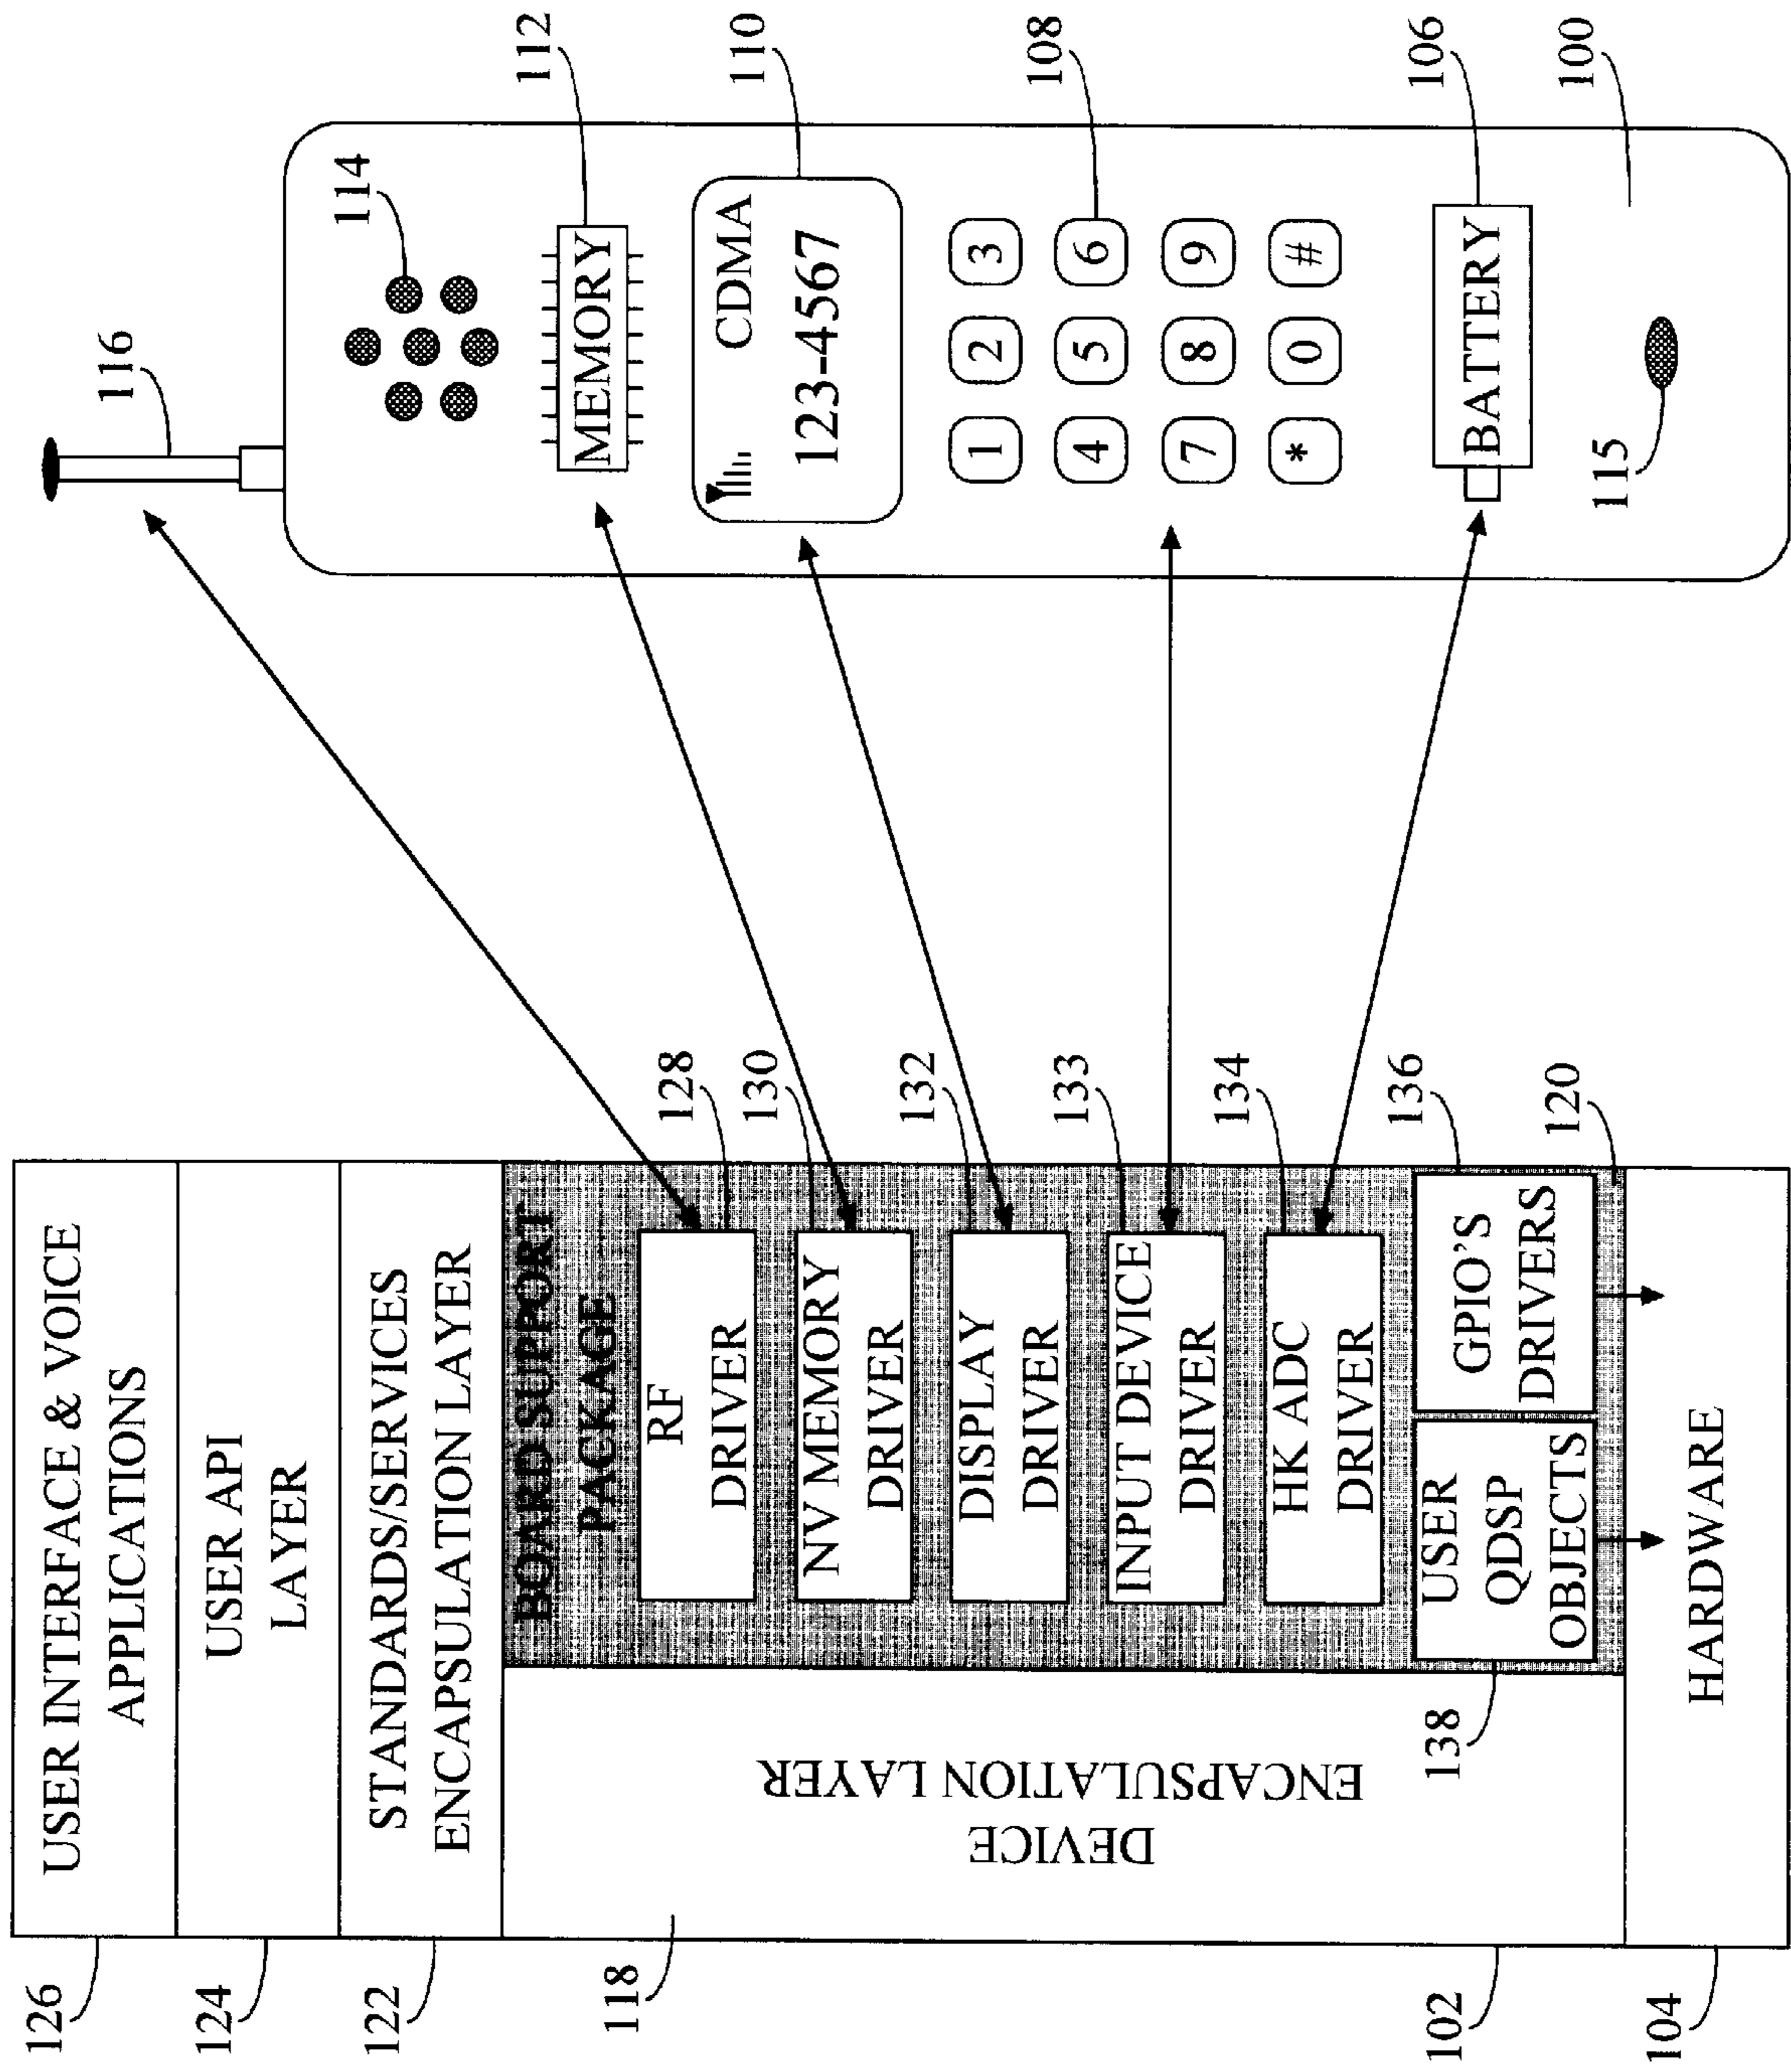 126
USER INTERFACE & VOICE
APPLICATIONS
124
USER API
LAYER
122
STANDARDS/SERVICES
ENCAPSULATION LAYER
118
DEVICE
ENCAPSULATION LAYER
102
BOARD SUPPORT
PACKAGE
RF
DRIVER
128
NV MEMORY
DRIVER
130
DISPLAY
DRIVER
132
INPUT DEVICE
DRIVER
133
HK ADC
DRIVER
134
USER
QDSP
OBJECTS
138
GPIO'S
DRIVERS
136
120
HARDWARE
104
116
114
MEMORY
112
CDMA
123-4567
110
1 2 3
4 5 6
7 8 9
* 0 #
108
BATTERY
106
115
100